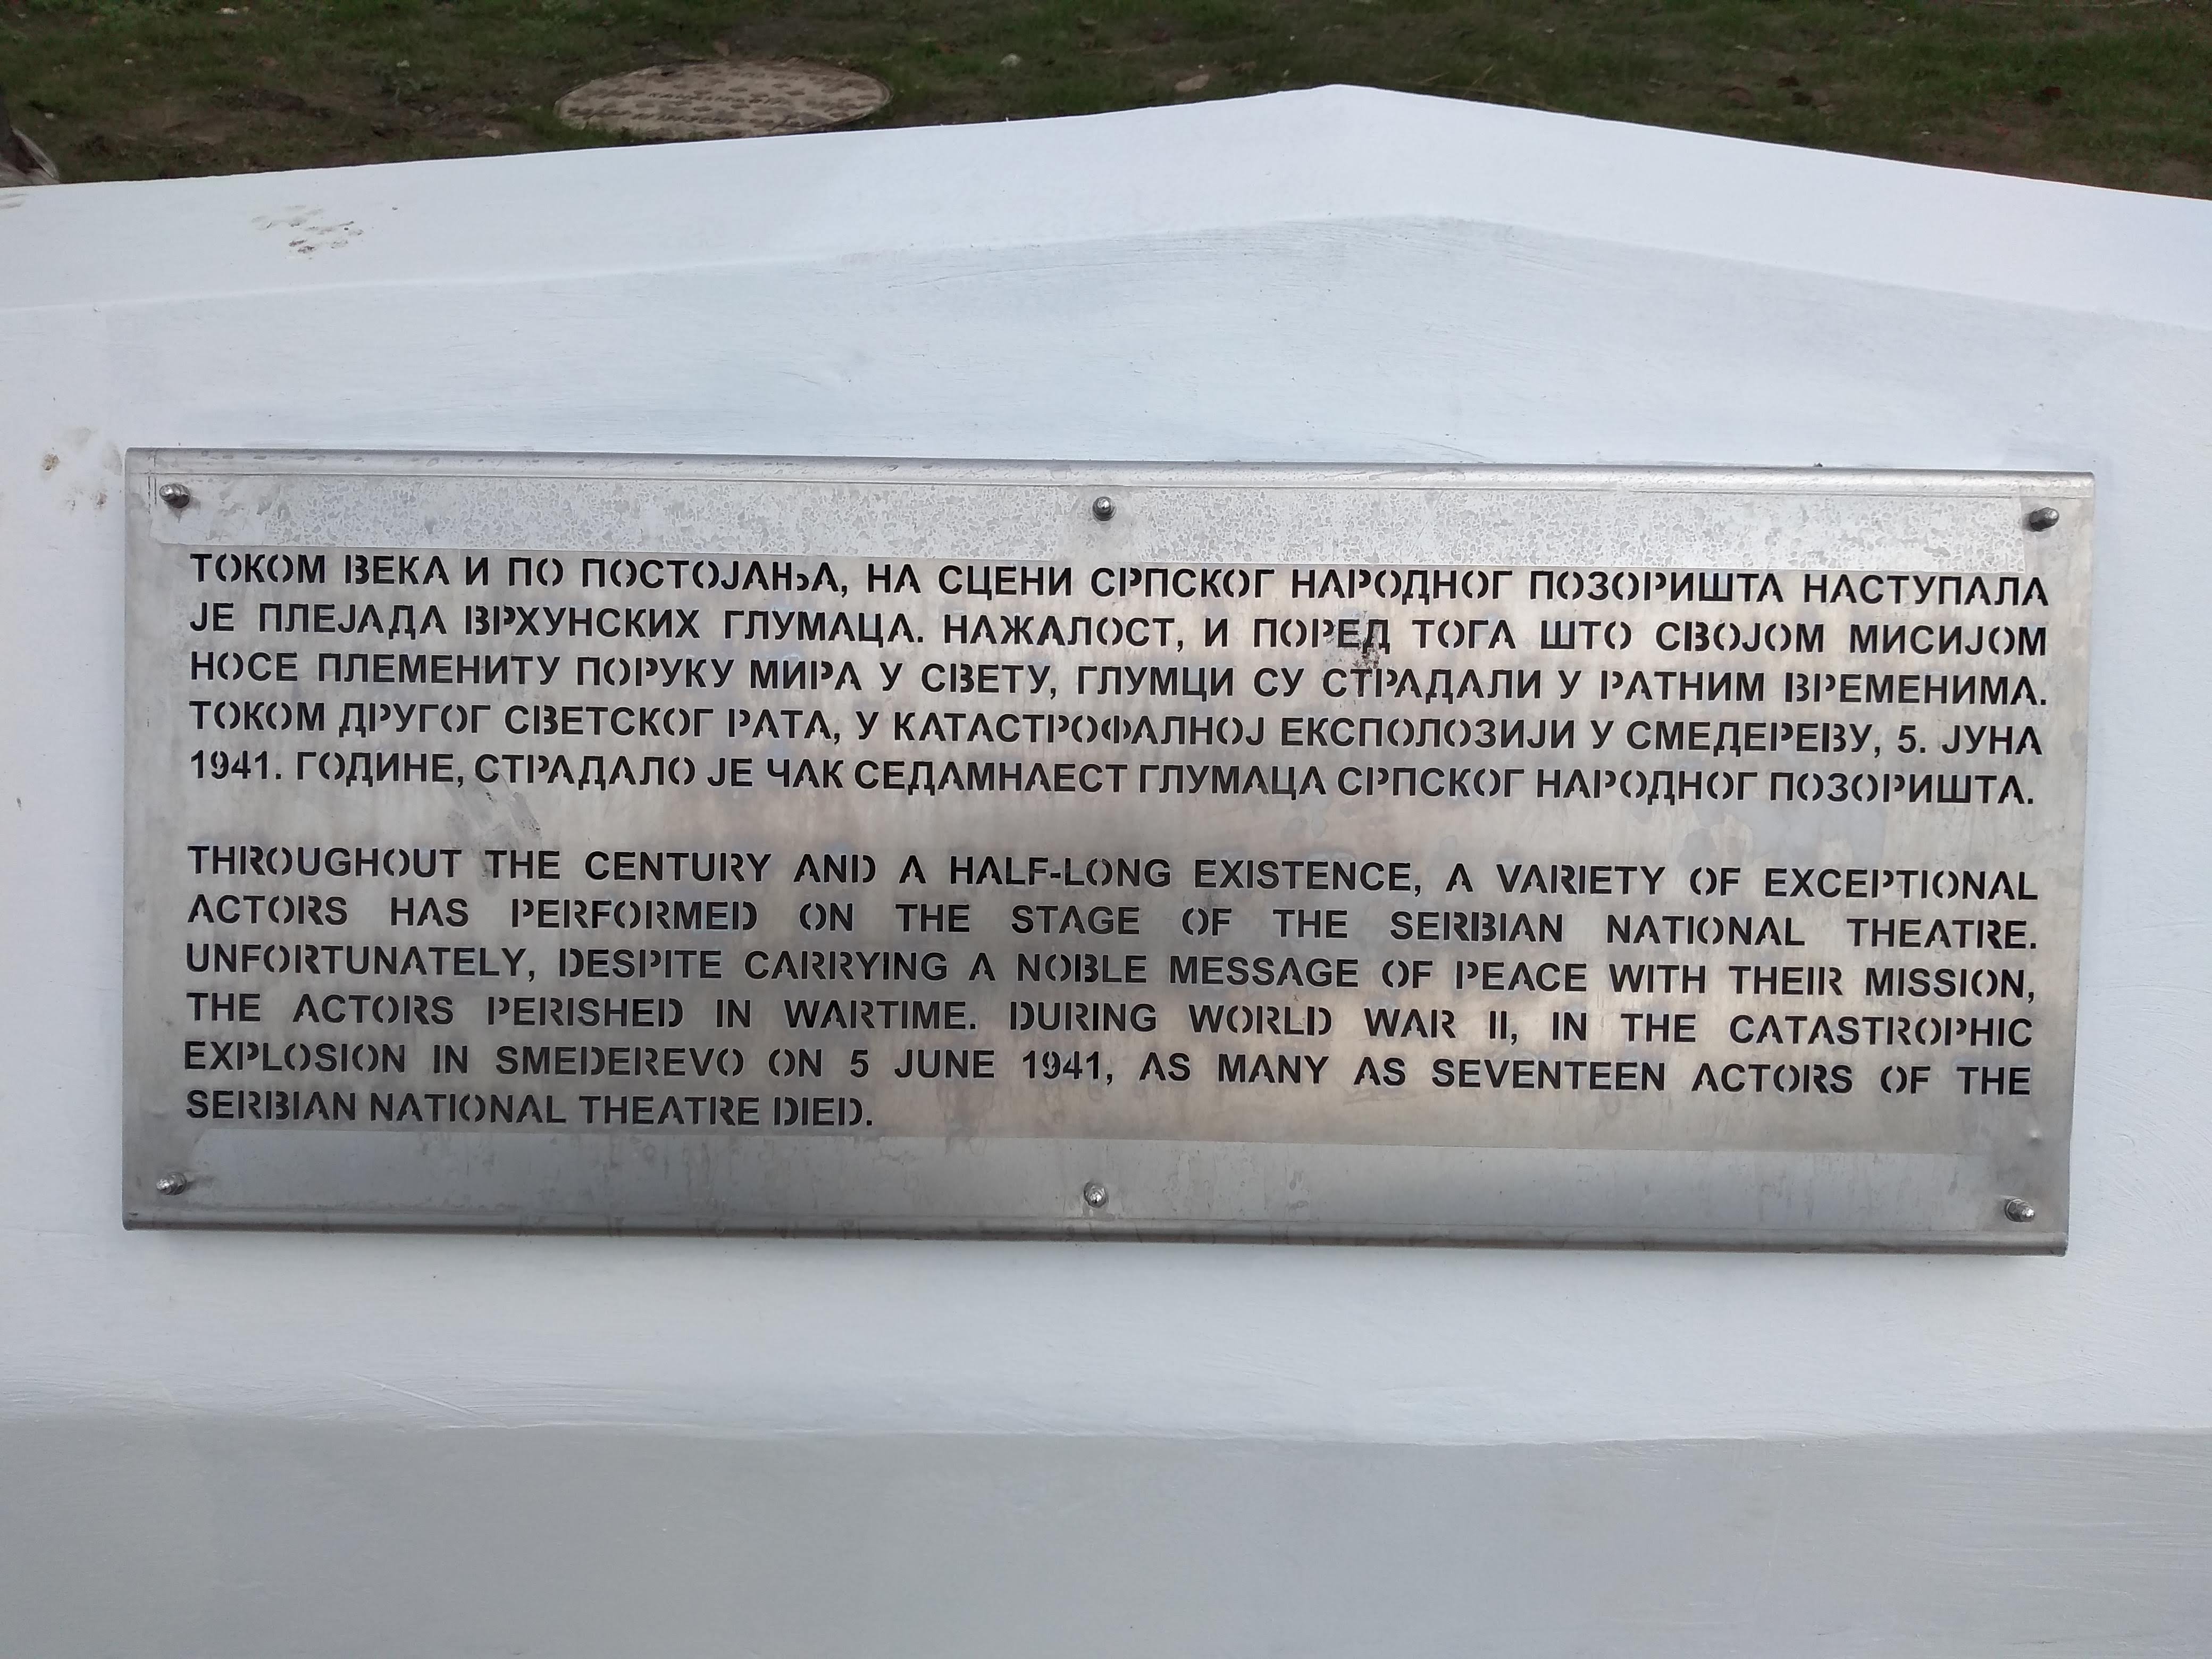 ТОКОМ ВЕКА И ПО ПОСТОЈАЊА, НА СЦЕНИ СРПСКОГ НАРОДНОГ ПОЗОРИШТА НАСТУПАЛА
ЈЕ ПЛЕЈАДА ВРХУНСКИХ ГЛУМАЦА. НАЖАЛОСТ, И ПОРЕД ТОГА ШТО СВОЈОМ МИСИЈОМ
НОСЕ ПЛЕМЕНИТУ ПОРУКУ МИРА У СВЕТУ, ГЛУМЦИ СУ СТРАДАЛИ У РАТНИМ ВРЕМЕНИМА.
ТОКОМ ДРУГОГ СВЕТСКОГ РАТА, У КАТАСТРОФАЛНОЈ ЕКСПОЛОЗИЈИ У СМЕДЕРЕВУ, 5. ЈУНА
1941. ГОДИНЕ, СТРАДАЛО ЈЕ ЧАК СЕДАМНАЕСТ ГЛУМАЦА СРПСКОГ НАРОДНОГ ПОЗОРИШТА.
THROUGHOUT THE CENTURY AND A HALF-LONG EXISTENCE, A VARIETY OF EXCEPTIONAL
ACTORS HAS PERFORMED ON THE STAGE OF THE SERBIAN NATIONAL THEATRE.
UNFORTUNATELY, DESPITE CARRYING A NOBLE MESSAGE OF PEACE WITH THEIR MISSION,
THE ACTORS PERISHED IN WARTIME. DURING WORLD WAR II, IN THE CATASTROPHIC
EXPLOSION IN SMEDEREVO ON 5 JUNE 1941, AS MANY AS SEVENTEEN ACTORS OF THE
SERBIAN NATIONAL THEATRE DIED.